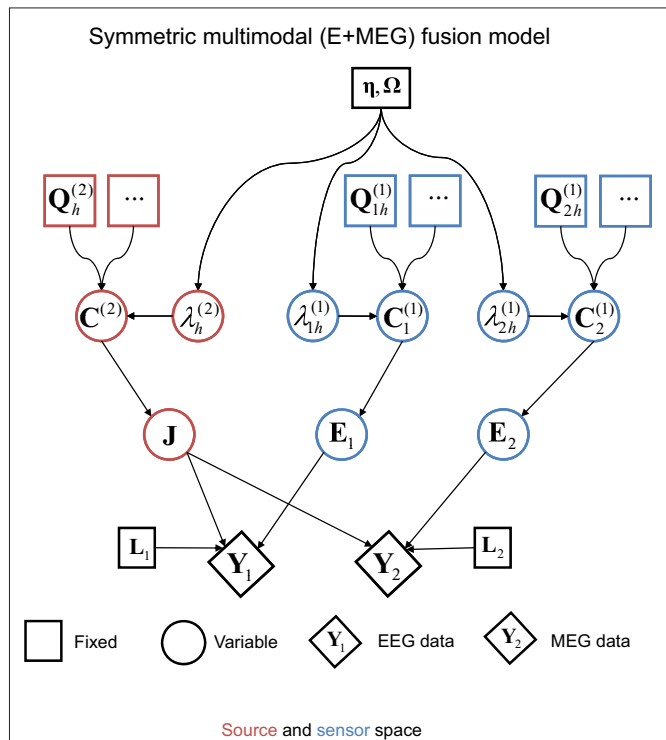 Symmetric multimodal (E+MEG) fusion model
η, Ω
Q_h^(2) ... Q_1h^(1) ... Q_2h^(1) ...
C^(2) λ_h^(2) λ_1h^(1) C_1^(1) λ_2h^(1) C_2^(1)
J E_1 E_2
L_1 Y_1 Y_2 L_2
Fixed Variable Y_1 EEG data Y_2 MEG data
Source and sensor space